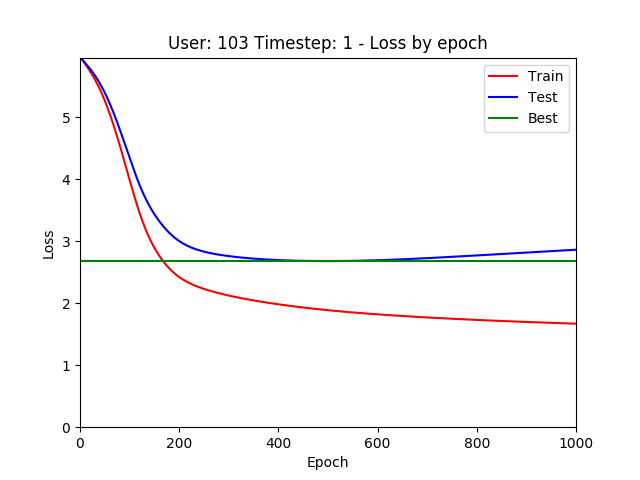 User: 103 Timestep: 1 - Loss by epoch
Train
Test
Best
5
4
3
2
1
0
Loss
0 200 400 600 800 1000
Epoch